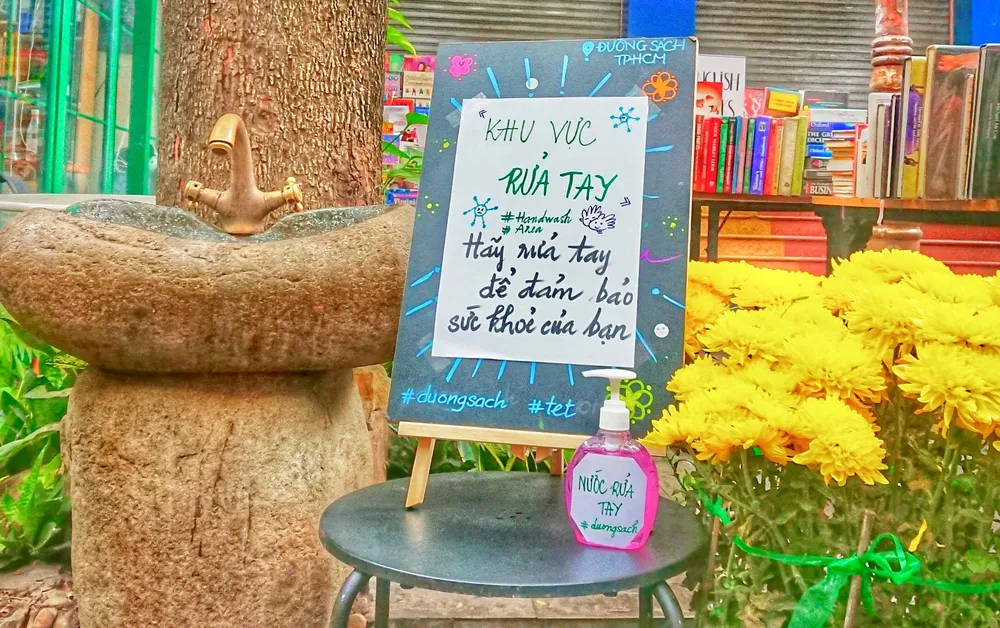 ĐƯỜNG SÁCH
TPHCM
KHU VỰC
RỬA TAY
#Handwash
#Area
Hãy rửa tay
để đảm bảo
sức khoẻ của bạn
#duongsach #tet
NƯỚC RỬA
TAY
#duongsach